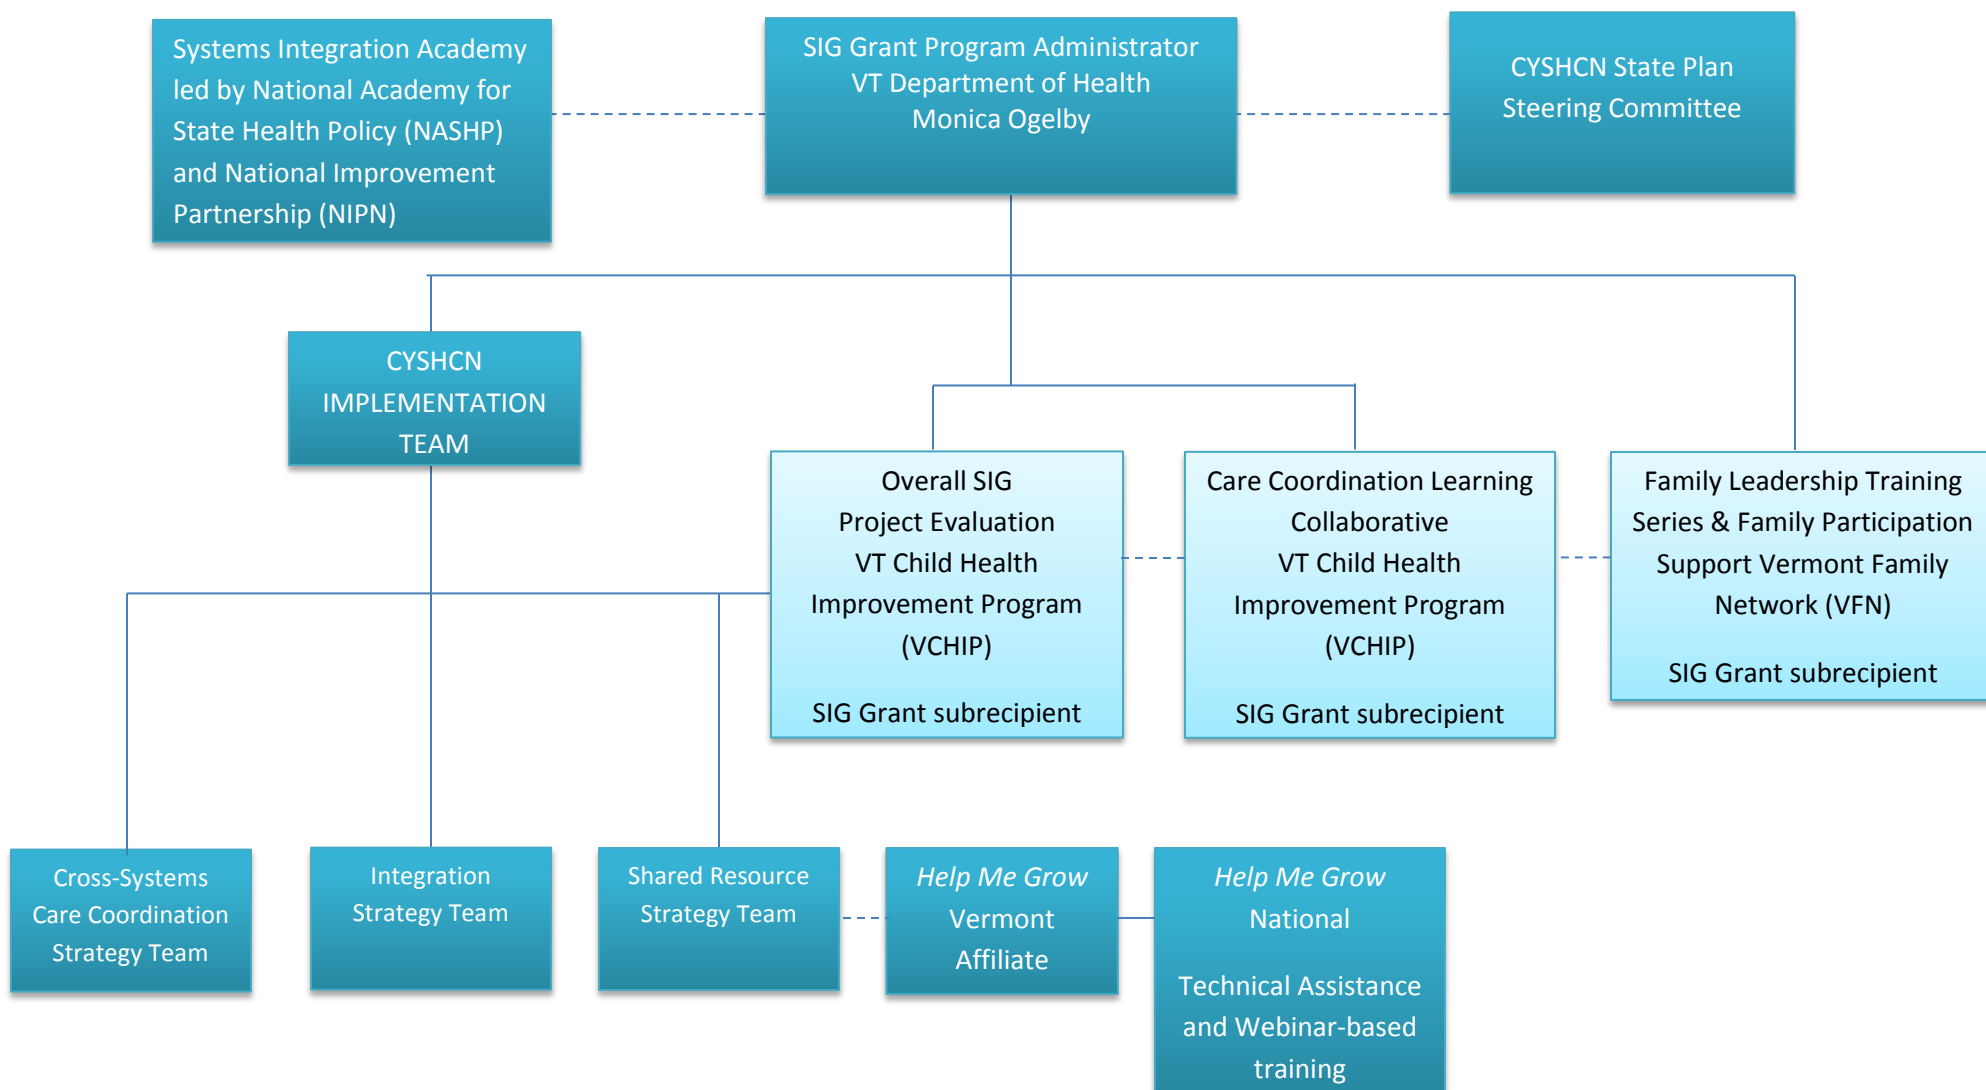 Systems Integration Academy
led by National Academy for
State Health Policy (NASHP)
and National Improvement
Partnership (NIPN)
SIG Grant Program Administrator
VT Department of Health
Monica Ogelby
CYSHCN State Plan
Steering Committee
CYSHCN
IMPLEMENTATION
TEAM
Overall SIG
Project Evaluation
VT Child Health
Improvement Program
(VCHIP)
SIG Grant subrecipient
Care Coordination Learning
Collaborative
VT Child Health
Improvement Program
(VCHIP)
SIG Grant subrecipient
Family Leadership Training
Series & Family Participation
Support Vermont Family
Network (VFN)
SIG Grant subrecipient
Cross-Systems
Care Coordination
Strategy Team
Integration
Strategy Team
Shared Resource
Strategy Team
Help Me Grow
Vermont
Affiliate
Help Me Grow
National
Technical Assistance
and Webinar-based
training